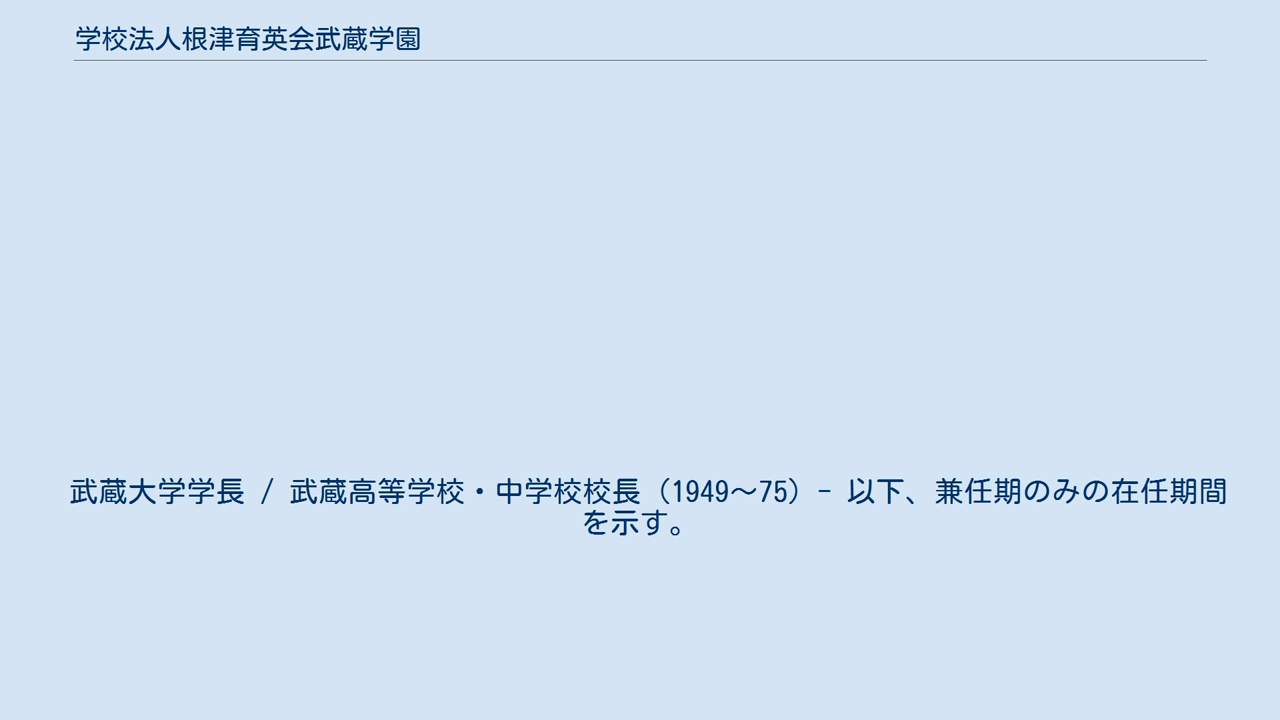 学校法人根津育英会武蔵学園
武蔵大学学長 / 武蔵高等学校・中学校校長（1949〜75）- 以下、兼任期のみの在任期間
を示す。